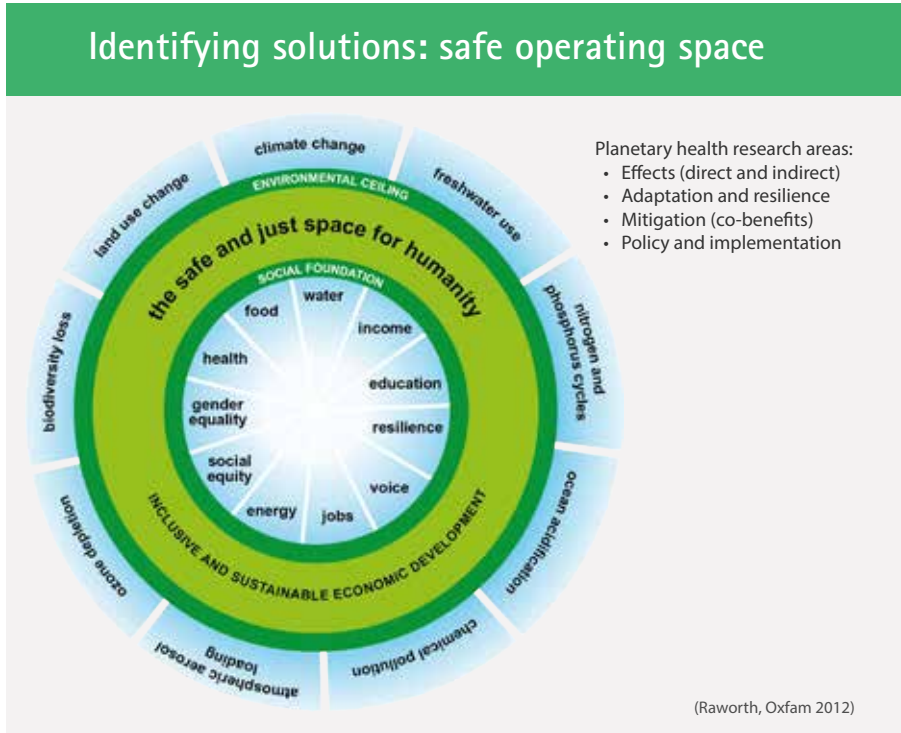 Identifying solutions: safe operating space
climate change
freshwater use
nitrogen and
phosphorus cycles
ocean acidification
chemical pollution
atmospheric aerosol
loading
ozone depletion
biodiversity loss
land use change
ENVIRONMENTAL CEILING
the safe and just space for humanity
SOCIAL FOUNDATION
water
income
education
resilience
voice
jobs
energy
social
equity
gender
equality
health
food
INCLUSIVE AND SUSTAINABLE ECONOMIC DEVELOPMENT
Planetary health research areas:
• Effects (direct and indirect)
• Adaptation and resilience
• Mitigation (co-benefits)
• Policy and implementation
(Raworth, Oxfam 2012)